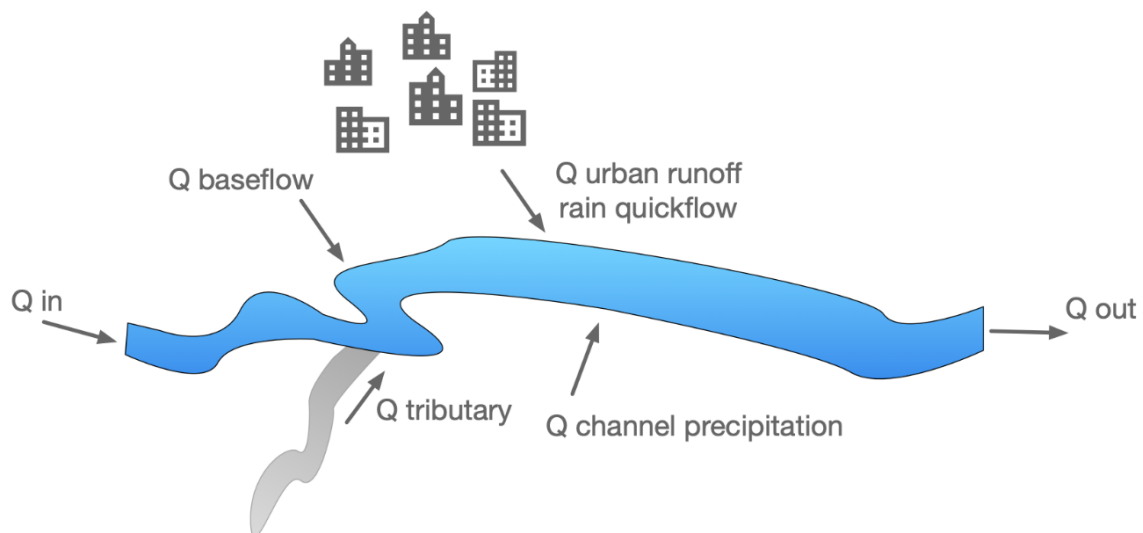 Q baseflow
Q urban runoff
rain quickflow
Q in
Q out
Q tributary
Q channel precipitation